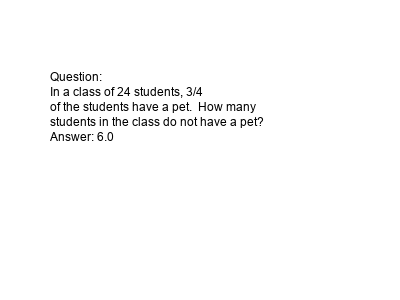 Question:
In a class of 24 students, 3/4
of the students have a pet.  How many
students in the class do not have a pet?
Answer: 6.0